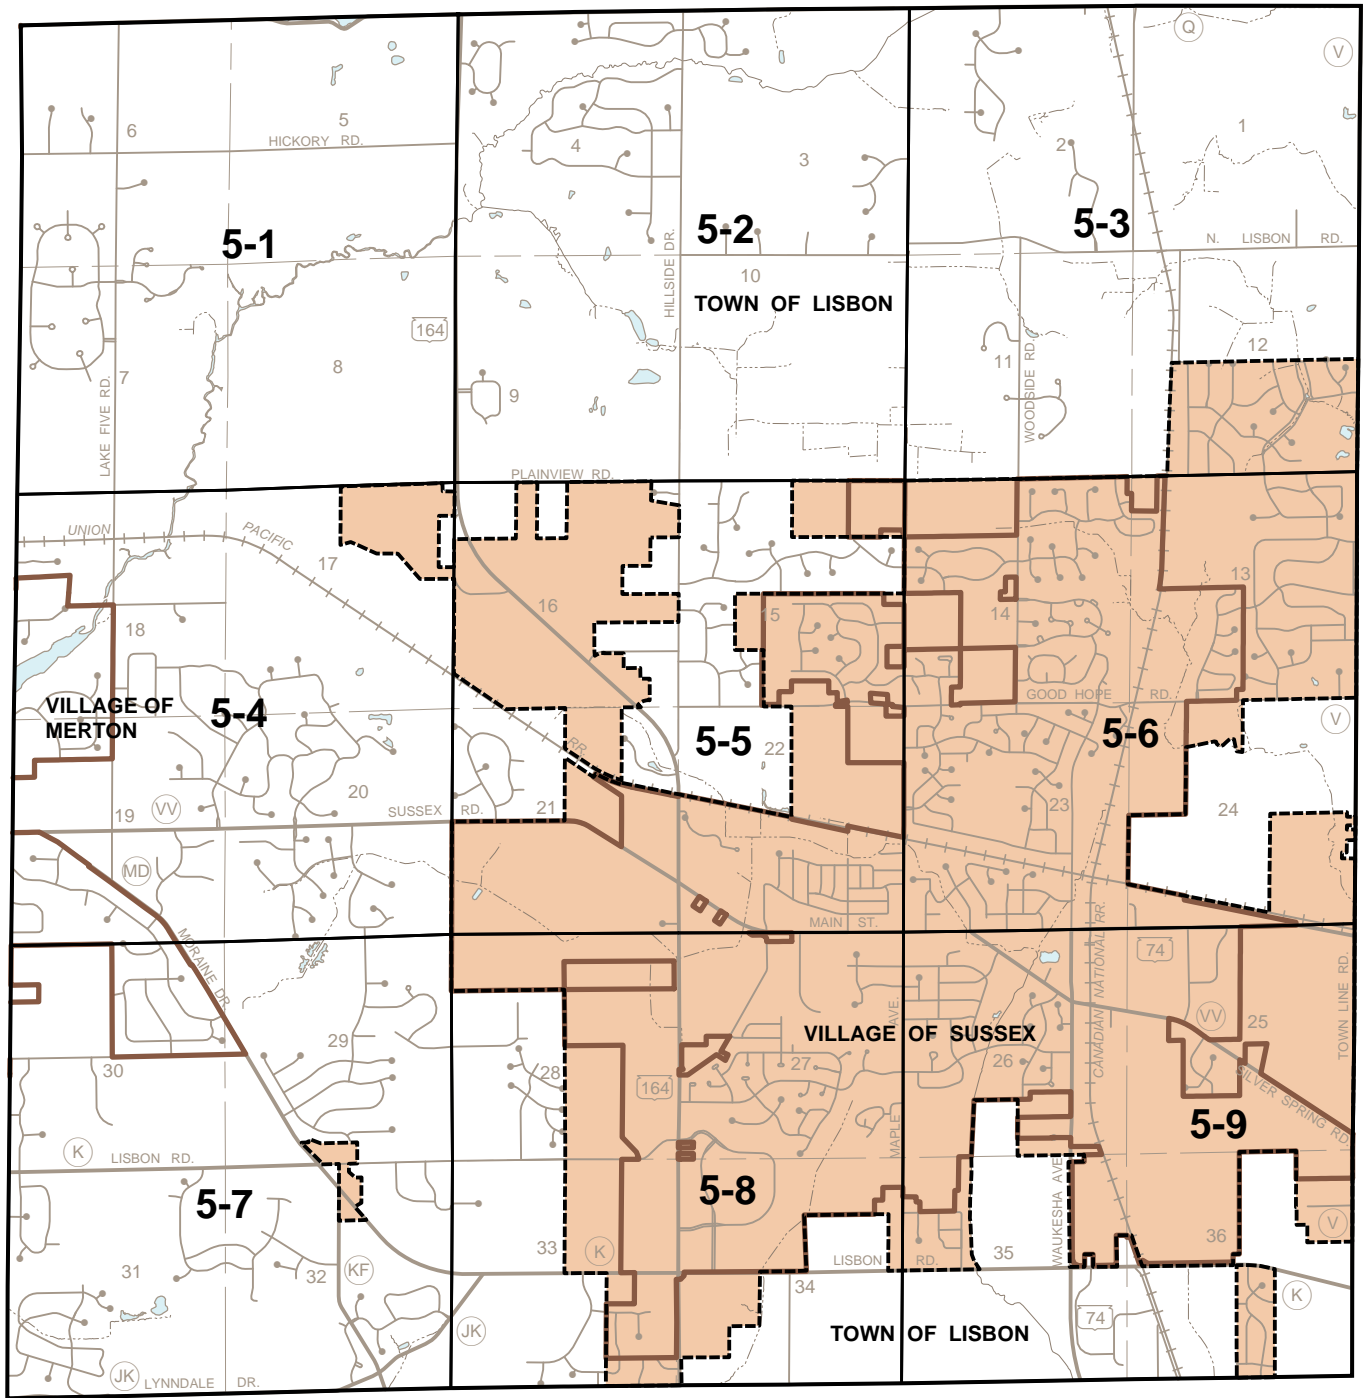 Q
V
6
5
HICKORY RD.
4
3
2
1
5-1
5-2
5-3
N. LISBON RD.
HILLSIDE DR.
10
TOWN OF LISBON
164
7
8
9
11
12
LAKE FIVE RD.
WOODSIDE RD.
PLAINVIEW RD.
UNION PACIFIC RR.
17
16
15
14
13
18
VILLAGE OF
MERTON
5-4
5-5
5-6
GOOD HOPE RD.
V
22
19
VV
20
SUSSEX RD.
21
23
24
MD
MAIN ST.
MORAINE DR.
CANADIAN NATIONAL RR.
74
TOWN LINE RD.
29
28
VILLAGE OF SUSSEX
VV
25
30
164
27
MAPLE AVE.
26
SILVER SPRING RD.
K
LISBON RD.
5-7
5-8
5-9
WAUKESHA AVE.
V
33
K
LISBON RD.
35
36
31
32
KF
34
K
JK
TOWN OF LISBON
74
JK
LYNNDALE DR.